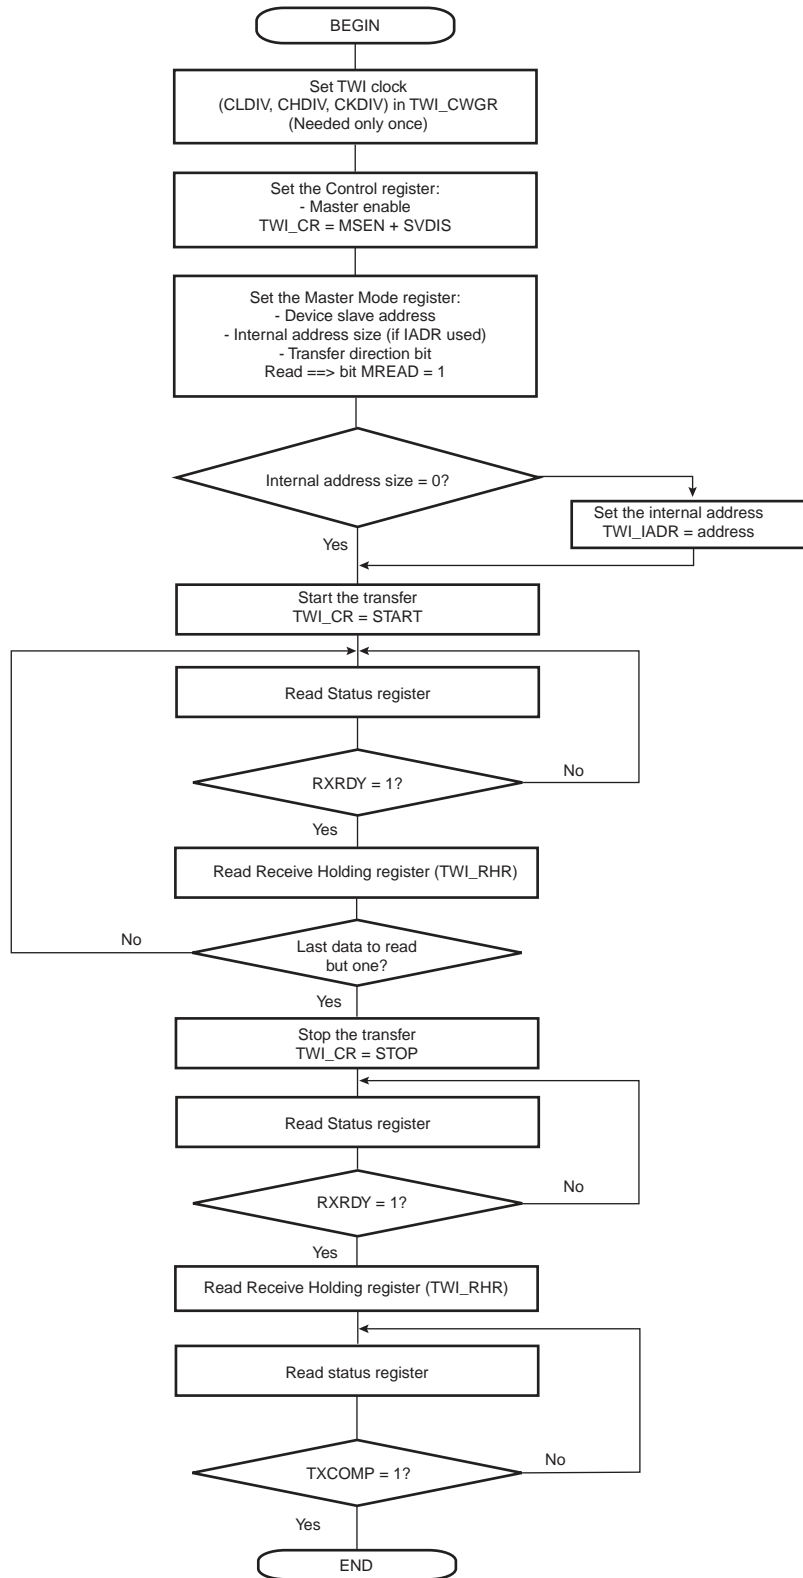 BEGIN
Set TWI clock
(CLDIV, CHDIV, CKDIV) in TWI_CWGR
(Needed only once)
Set the Control register:
- Master enable
TWI_CR = MSEN + SVDIS
Set the Master Mode register:
- Device slave address
- Internal address size (if IADR used)
- Transfer direction bit
Read ==> bit MREAD = 1
Internal address size = 0?
Set the internal address
TWI_IADR = address
Yes
Start the transfer
TWI_CR = START
Read Status register
RXRDY = 1?
No
Yes
Read Receive Holding register (TWI_RHR)
No
Last data to read
but one?
Yes
Stop the transfer
TWI_CR = STOP
Read Status register
RXRDY = 1?
No
Yes
Read Receive Holding register (TWI_RHR)
Read status register
TXCOMP = 1?
No
Yes
END